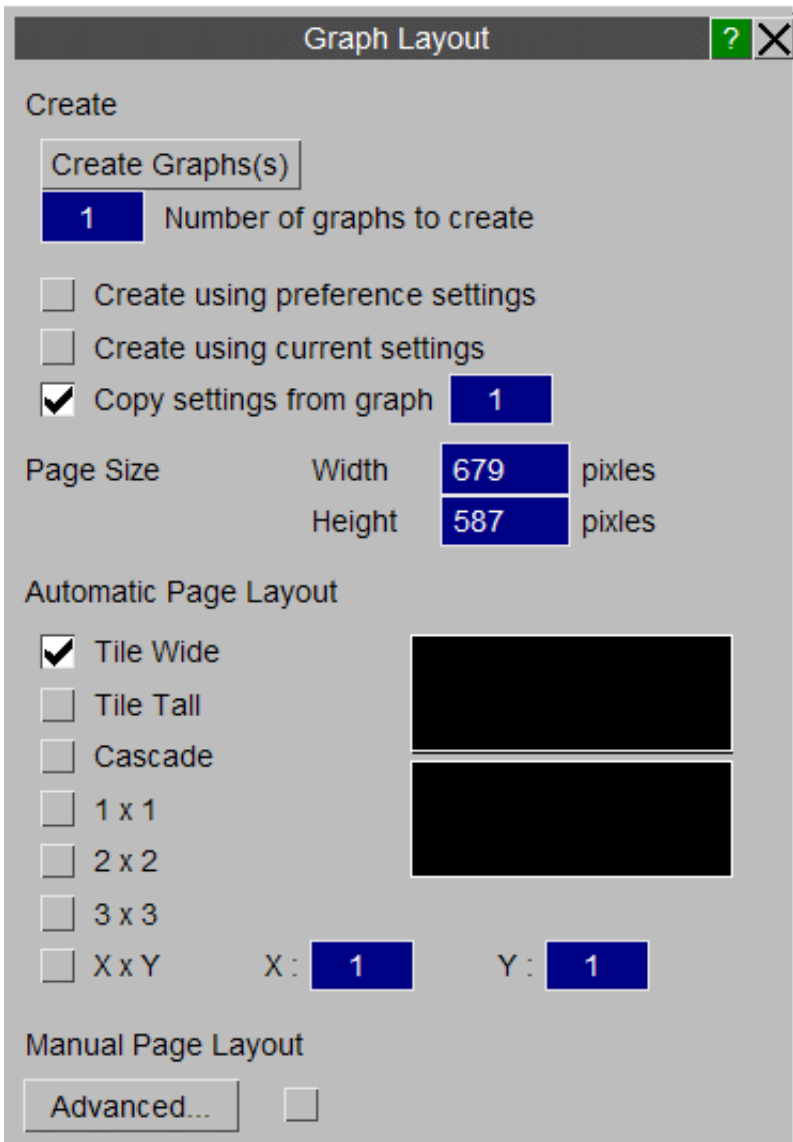 Graph Layout ?
Create
Create Graphs(s)
1 Number of graphs to create
Create using preference settings
Create using current settings
Copy settings from graph 1
Page Size Width 679 pixles
Height 587 pixles
Automatic Page Layout
Tile Wide
Tile Tall
Cascade
1 x 1
2 x 2
3 x 3
X x Y X : 1 Y : 1
Manual Page Layout
Advanced...